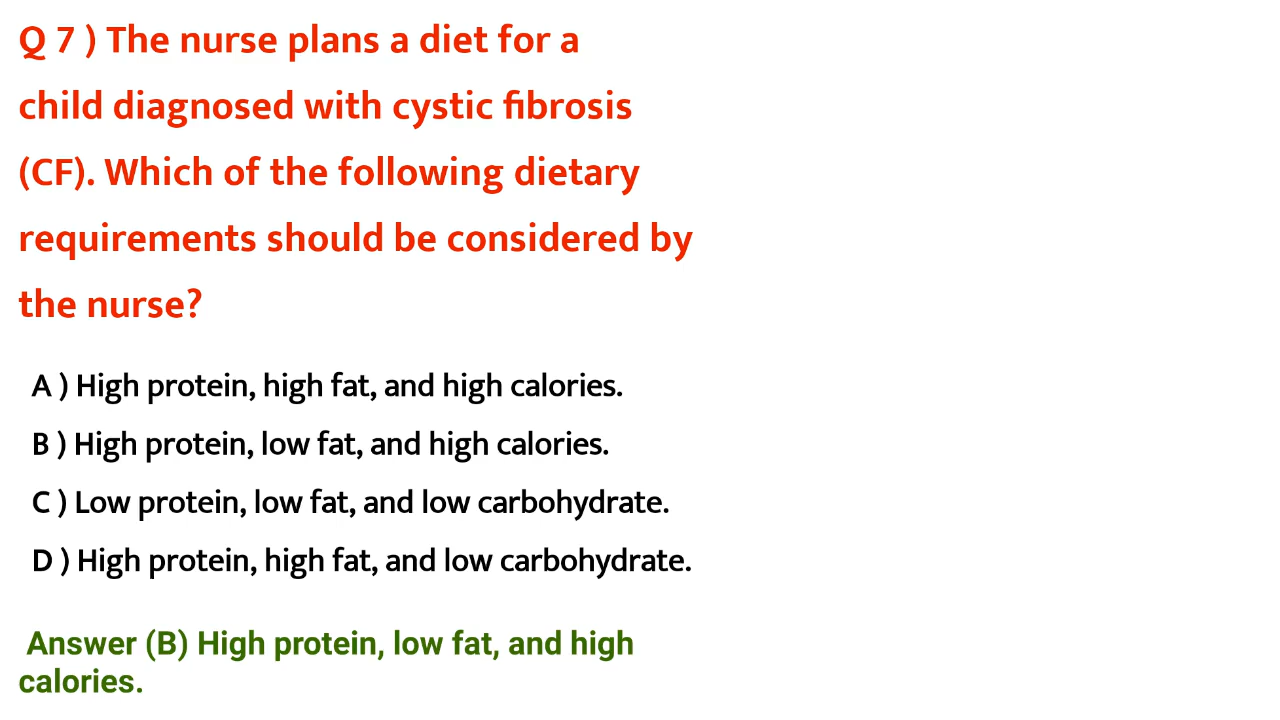 Q 7 ) The nurse plans a diet for a
child diagnosed with cystic fibrosis
(CF). Which of the following dietary
requirements should be considered by
the nurse?
A ) High protein, high fat, and high calories.
B ) High protein, low fat, and high calories.
C ) Low protein, low fat, and low carbohydrate.
D ) High protein, high fat, and low carbohydrate.
Answer (B) High protein, low fat, and high
calories.